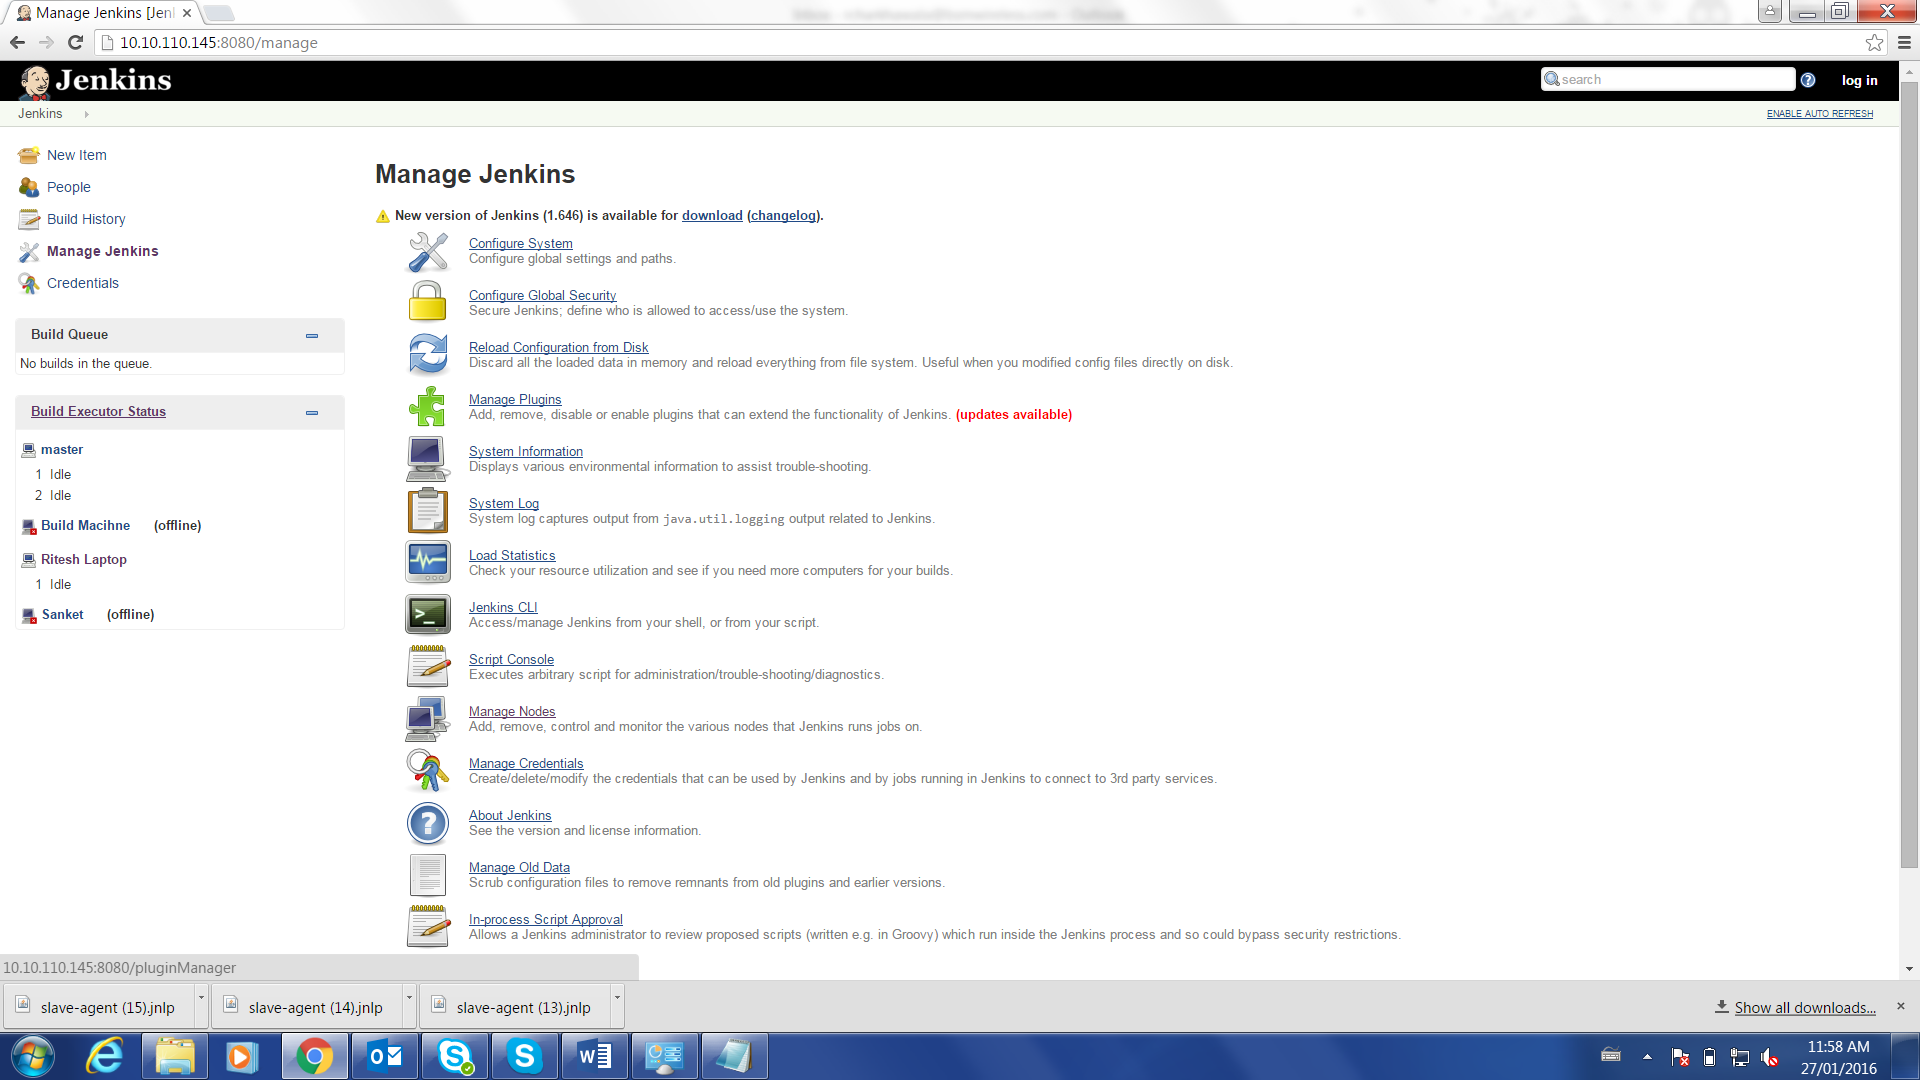 Manage Jenkins [Jen
10.10.110.145:8080/manage
Jenkins
search
log in
Jenkins
ENABLE AUTO REFRESH
New Item
People
Build History
Manage Jenkins
Credentials
Build Queue
No builds in the queue.
Build Executor Status
master
1 Idle
2 Idle
Build Macihne (offline)
Ritesh Laptop
1 Idle
Sanket (offline)
Manage Jenkins
New version of Jenkins (1.646) is available for download (changelog).
Configure System
Configure global settings and paths.
Configure Global Security
Secure Jenkins; define who is allowed to access/use the system.
Reload Configuration from Disk
Discard all the loaded data in memory and reload everything from file system. Useful when you modified config files directly on disk.
Manage Plugins
Add, remove, disable or enable plugins that can extend the functionality of Jenkins. (updates available)
System Information
Displays various environmental information to assist trouble-shooting.
System Log
System log captures output from java.util.logging output related to Jenkins.
Load Statistics
Check your resource utilization and see if you need more computers for your builds.
Jenkins CLI
Access/manage Jenkins from your shell, or from your script.
Script Console
Executes arbitrary script for administration/trouble-shooting/diagnostics.
Manage Nodes
Add, remove, control and monitor the various nodes that Jenkins runs jobs on.
Manage Credentials
Create/delete/modify the credentials that can be used by Jenkins and by jobs running in Jenkins to connect to 3rd party services.
About Jenkins
See the version and license information.
Manage Old Data
Scrub configuration files to remove remnants from old plugins and earlier versions.
In-process Script Approval
Allows a Jenkins administrator to review proposed scripts (written e.g. in Groovy) which run inside the Jenkins process and so could bypass security restrictions.
10.10.110.145:8080/pluginManager
slave-agent (15).jnlp
slave-agent (14).jnlp
slave-agent (13).jnlp
Show all downloads...
11:58 AM
27/01/2016